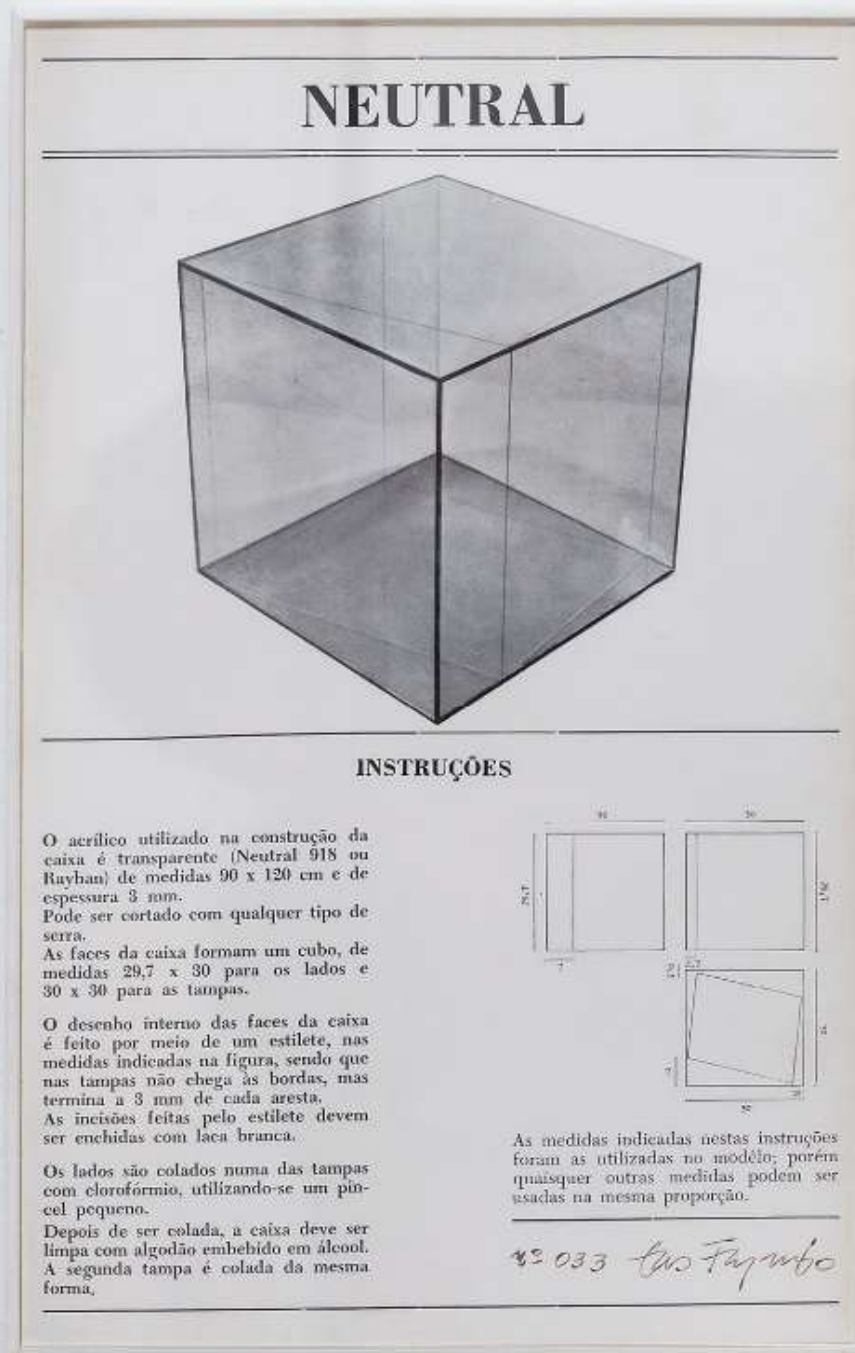 NEUTRAL
INSTRUÇÕES
O acrílico utilizado na construção da
caixa é transparente (Neutral 918 ou
Rayban) de medidas 90 x 120 cm e de
espessura 3 mm.
Pode ser cortado com qualquer tipo de
serra.
As faces da caixa formam um cubo, de
medidas 29,7 x 30 para os lados e
30 x 30 para as tampas.
O desenho interno das faces da caixa
é feito por meio de um estilete, nas
medidas indicadas na figura, sendo que
nas tampas não chega às bordas, mas
termina a 3 mm de cada aresta.
As incisões feitas pelo estilete devem
ser enchidas com laca branca.
Os lados são colados numa das tampas
com clorofórmio, utilizando-se um pin-
cel pequeno.
Depois de ser colada, a caixa deve ser
limpa com algodão embebido em álcool.
A segunda tampa é colada da mesma
forma.
30
29,7
7
As medidas indicadas nestas instruções
foram as utilizadas no modêlo; porém
quaisquer outras medidas podem ser
usadas na mesma proporção.
nº 033